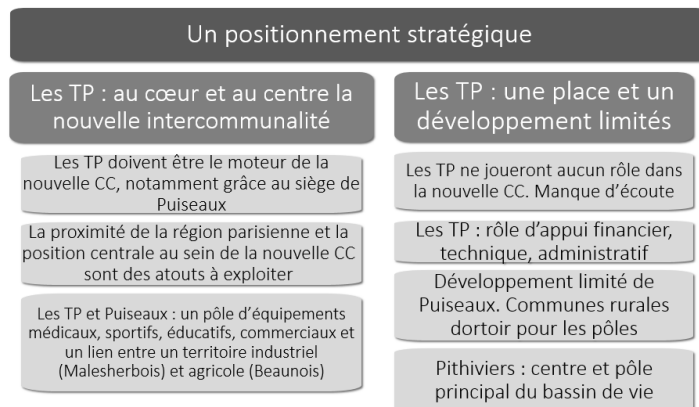 Un positionnement stratégique
Les TP : au cœur et au centre la
nouvelle intercommunalité
Les TP doivent être le moteur de la
nouvelle CC, notamment grâce au siège de
Puiseaux
La proximité de la région parisienne et la
position centrale au sein de la nouvelle CC
sont des atouts à exploiter
Les TP et Puiseaux : un pôle d’équipements
médicaux, sportifs, éducatifs, commerciaux et
un lien entre un territoire industriel
(Malesherbois) et agricole (Beaunois)
Les TP : une place et un
développement limités
Les TP ne joueront aucun rôle dans
la nouvelle CC. Manque d’écoute
Les TP : rôle d’appui financier,
technique, administratif
Développement limité de
Puiseaux. Communes rurales
dortoir pour les pôles
Pithiviers : centre et pôle
principal du bassin de vie